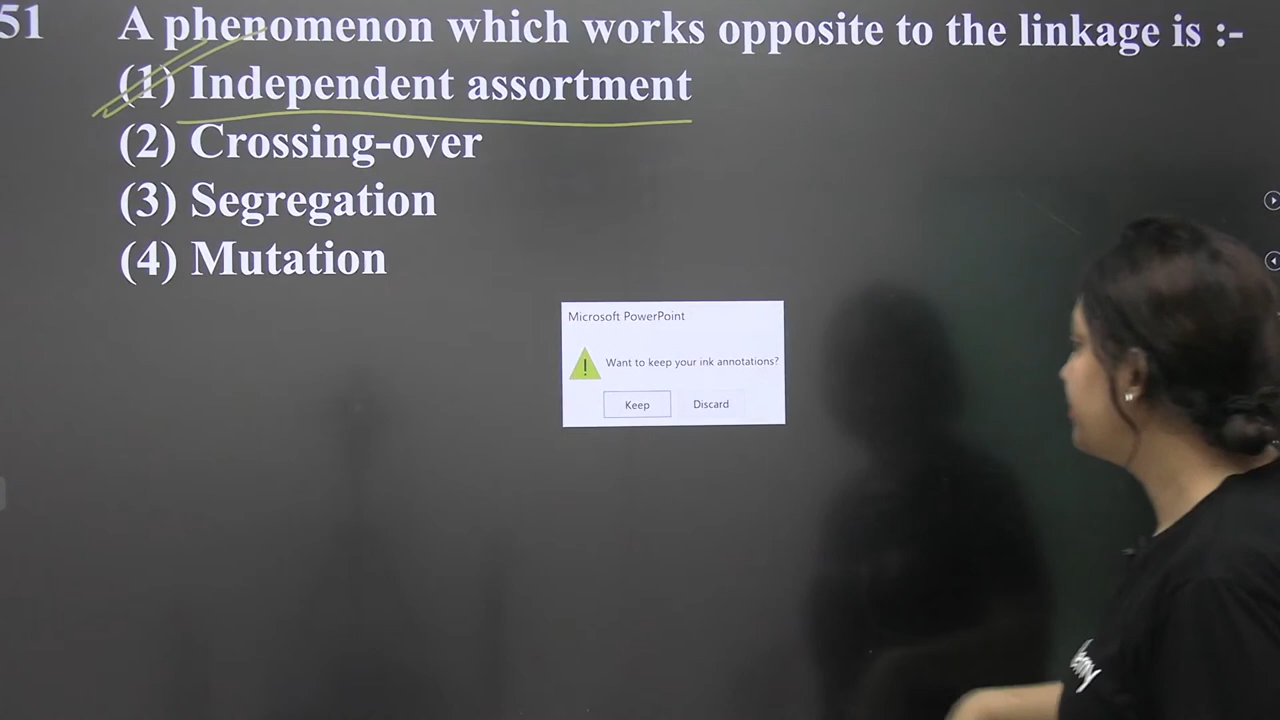 51 A phenomenon which works opposite to the linkage is :-
(1) Independent assortment
(2) Crossing-over
(3) Segregation
(4) Mutation
Microsoft PowerPoint
Want to keep your ink annotations?
Keep Discard